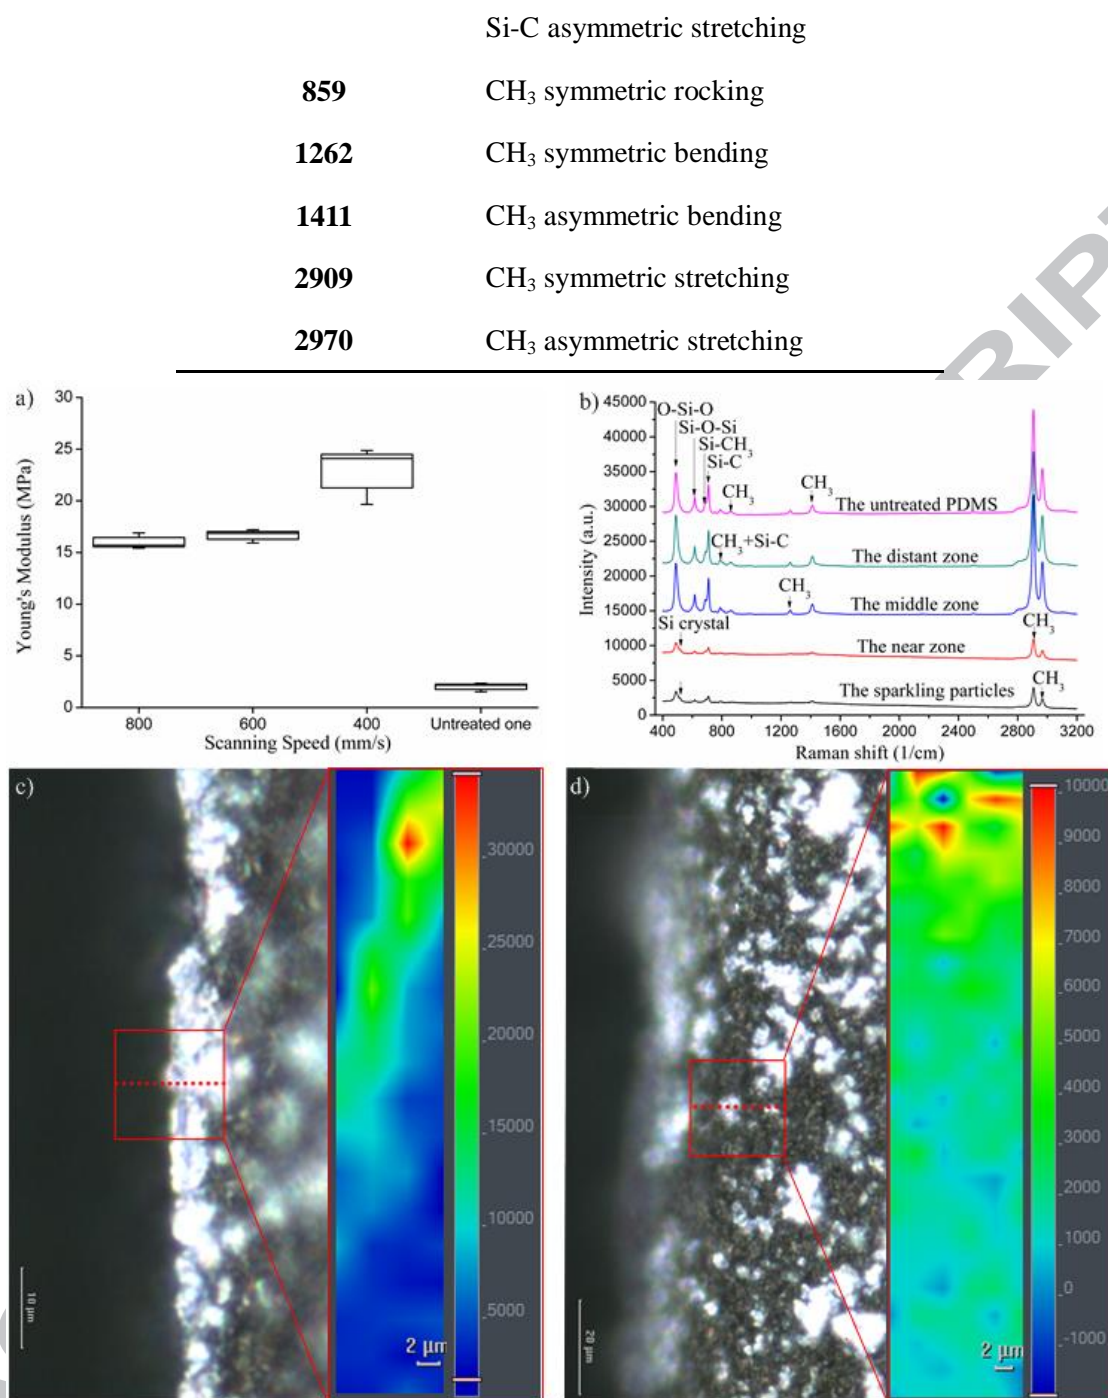 Si-C asymmetric stretching
859 CH₃ symmetric rocking
1262 CH₃ symmetric bending
1411 CH₃ asymmetric bending
2909 CH₃ symmetric stretching
2970 CH₃ asymmetric stretching
RIP
a)
30
25
20
15
10
5
0
Young's Modulus (MPa)
800 600 400 Untreated one
Scanning Speed (mm/s)
b)
45000
40000
35000
30000
25000
20000
15000
10000
5000
0
Intensity (a.u.)
O-Si-O
Si-O-Si
Si-CH₃
Si-C
CH₃
CH₃
The untreated PDMS
CH₃+Si-C
The distant zone
CH₃
The middle zone
Si crystal
CH₃
The near zone
CH₃
The sparkling particles
400 800 1200 1600 2000 2400 2800 3200
Raman shift (1/cm)
c)
30000
25000
20000
15000
10000
5000
10 μm
2 μm
d)
10000
9000
8000
7000
6000
5000
4000
3000
2000
1000
0
-1000
20 μm
2 μm